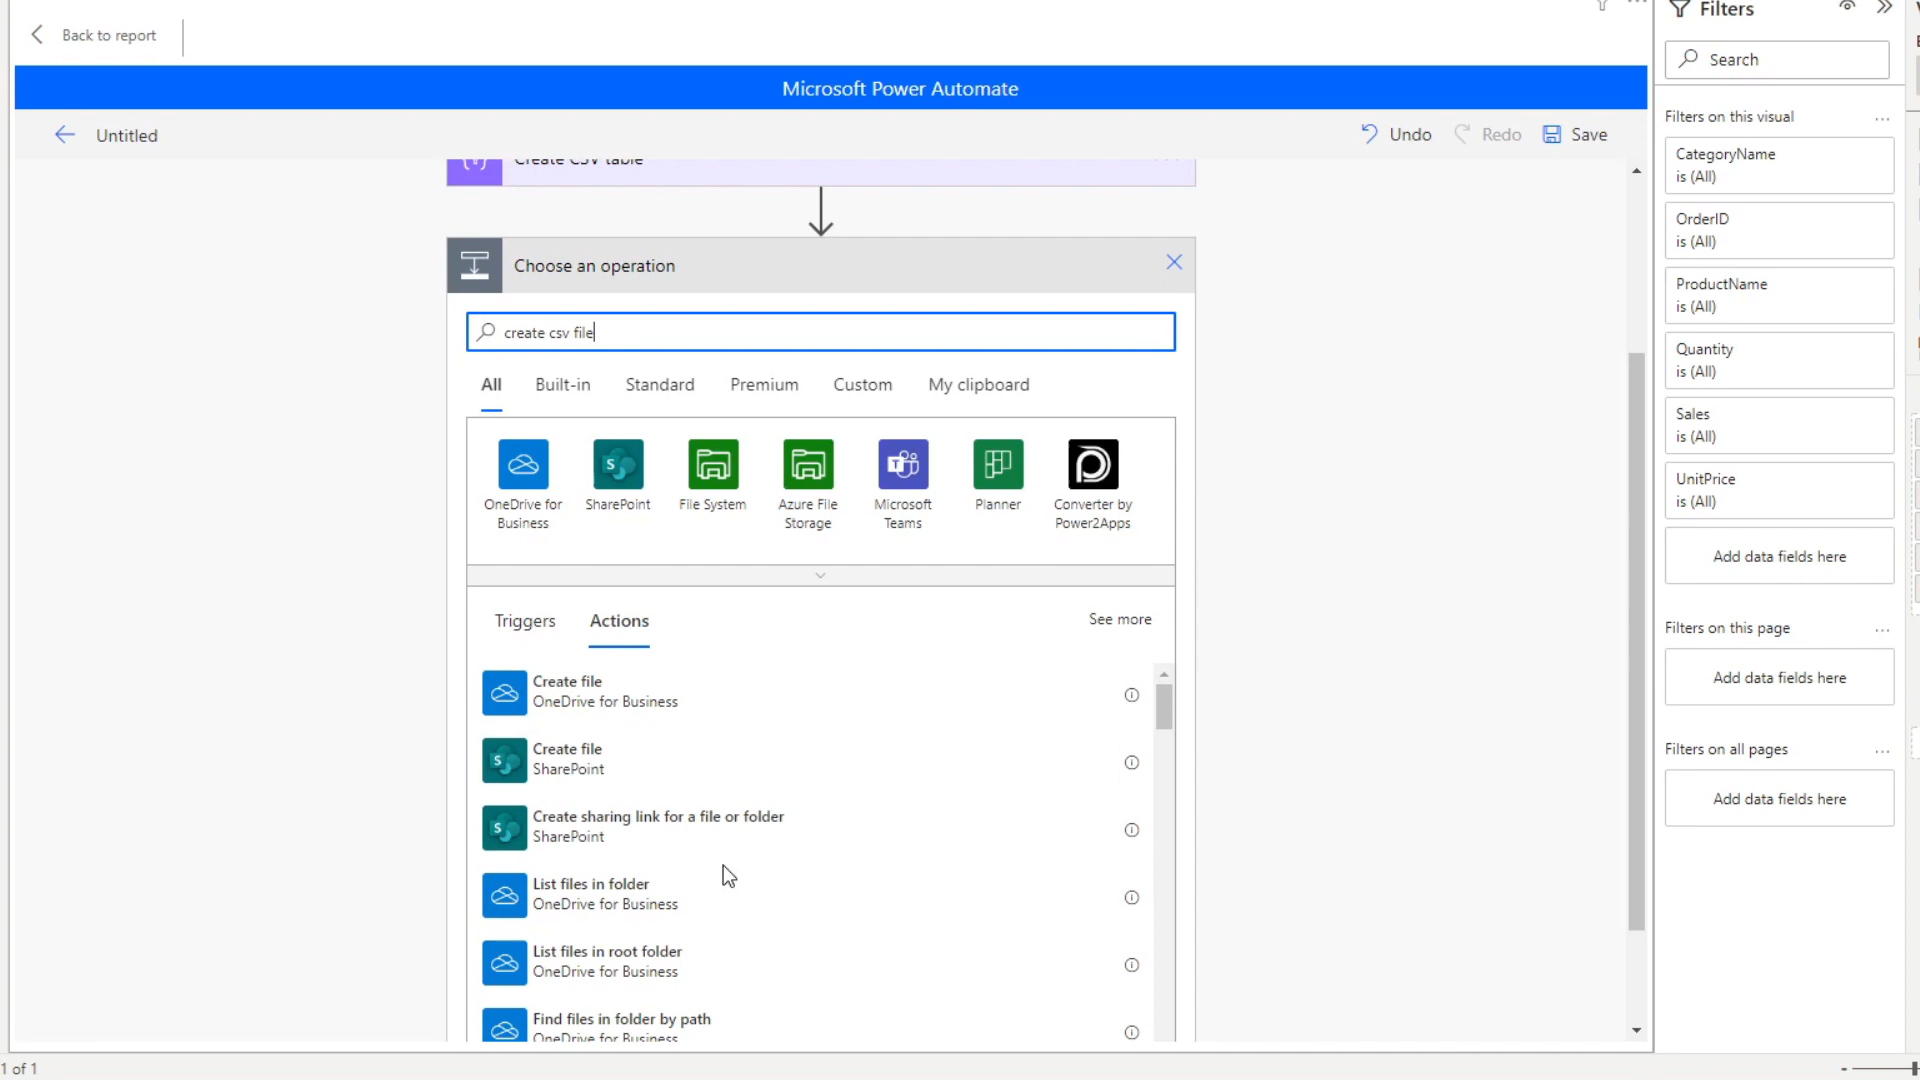 Back to report
Microsoft Power Automate
Untitled
Undo
Redo
Save
Create CSV table
Choose an operation
create csv file
All
Built-in
Standard
Premium
Custom
My clipboard
OneDrive for
Business
SharePoint
File System
Azure File
Storage
Microsoft
Teams
Planner
Converter by
Power2Apps
Triggers
Actions
See more
Create file
OneDrive for Business
Create file
SharePoint
Create sharing link for a file or folder
SharePoint
List files in folder
OneDrive for Business
List files in root folder
OneDrive for Business
Find files in folder by path
OneDrive for Business
Filters
Search
Filters on this visual
CategoryName
is (All)
OrderID
is (All)
ProductName
is (All)
Quantity
is (All)
Sales
is (All)
UnitPrice
is (All)
Add data fields here
Filters on this page
Add data fields here
Filters on all pages
Add data fields here
1 of 1